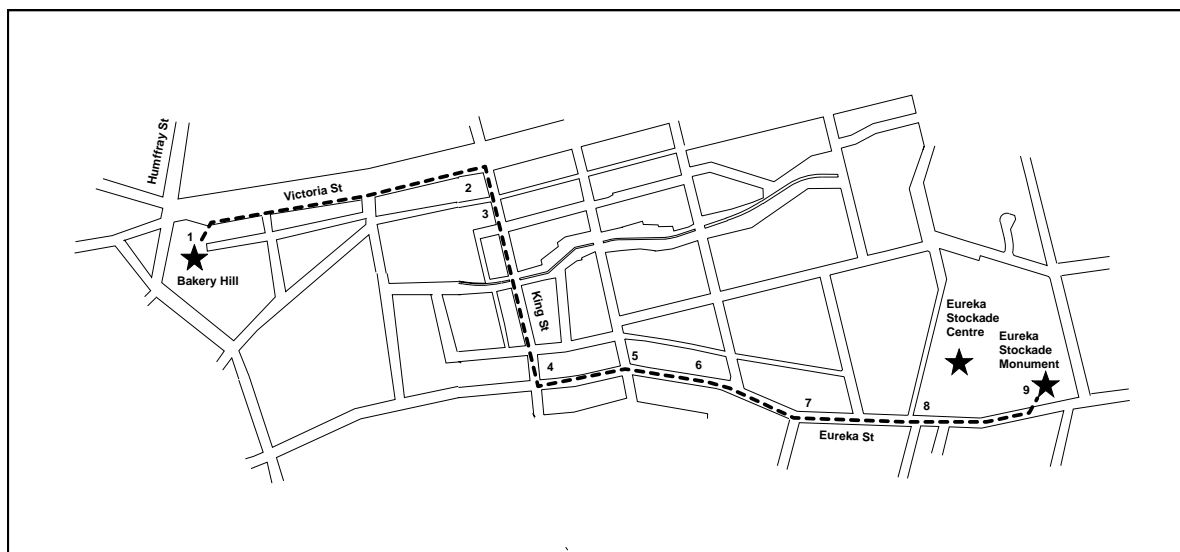 Humffray St
Victoria St
1
Bakery Hill
2
3
King St
4
5
6
7
Eureka St
8
Eureka
Stockade
Centre
Eureka
Stockade
Monument
9